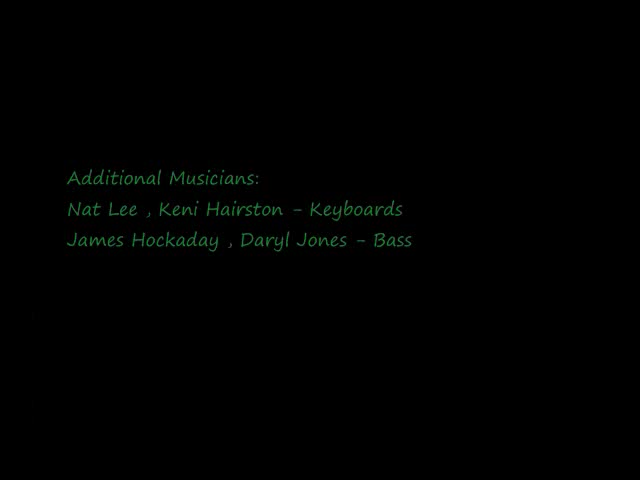 Additional Musicians:
Nat Lee , Keni Hairston - Keyboards
James Hockaday , Daryl Jones - Bass